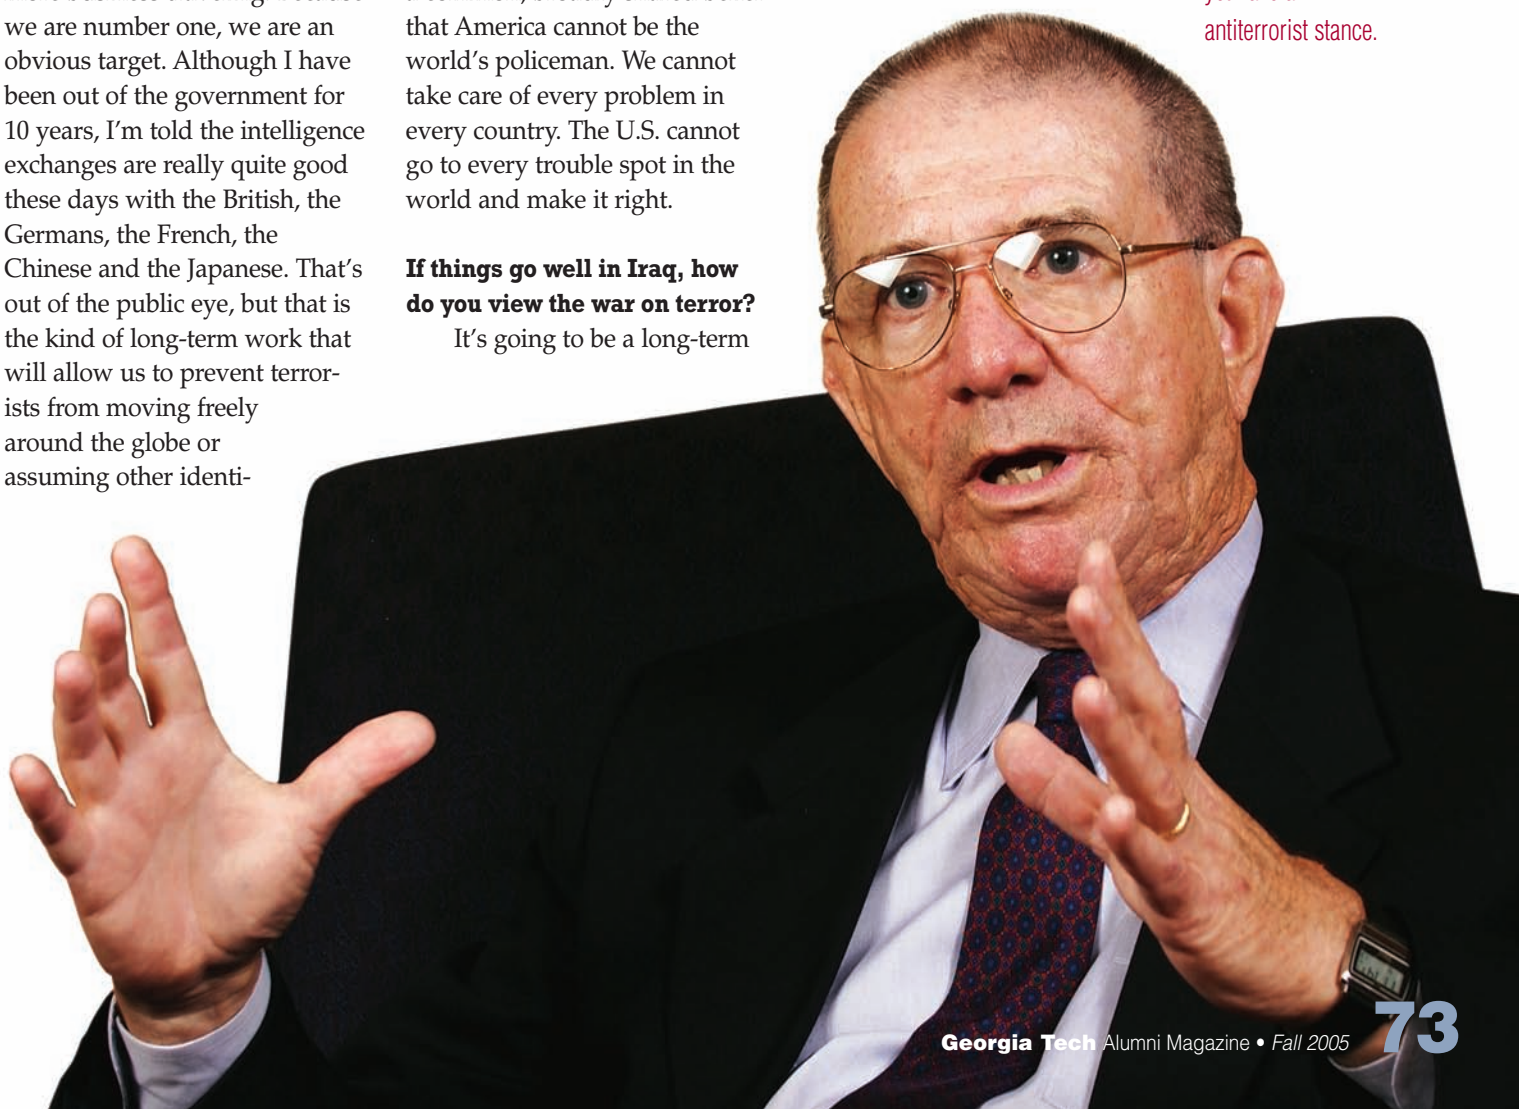 we are number one, we are an
obvious target. Although I have
been out of the government for
10 years, I'm told the intelligence
exchanges are really quite good
these days with the British, the
Germans, the French, the
Chinese and the Japanese. That's
out of the public eye, but that is
the kind of long-term work that
will allow us to prevent terror-
ists from moving freely
around the globe or
assuming other identi-
that America cannot be the
world's policeman. We cannot
take care of every problem in
every country. The U.S. cannot
go to every trouble spot in the
world and make it right.
If things go well in Iraq, how
do you view the war on terror?
It's going to be a long-term
antiterrorist stance.
Georgia Tech Alumni Magazine • Fall 2005 73